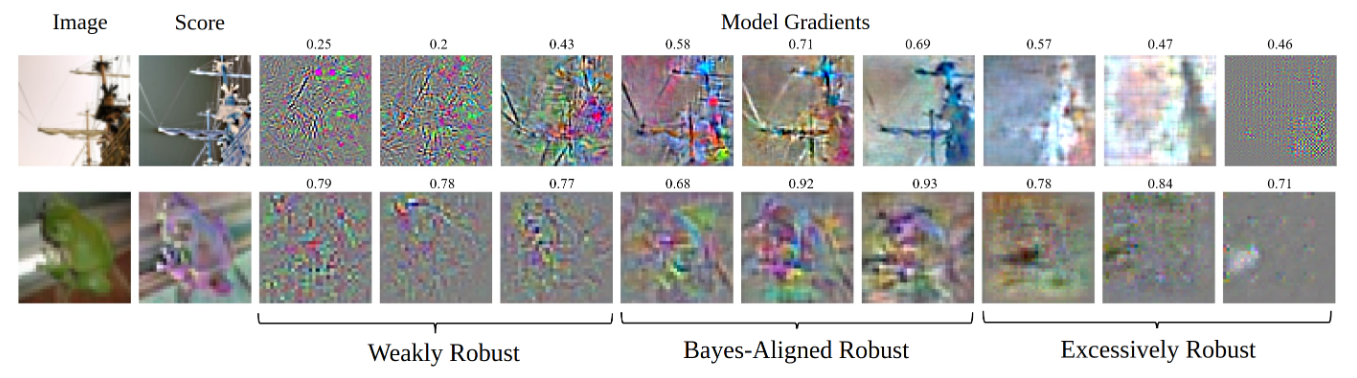 Image Score Model Gradients
0.25 0.2 0.43 0.58 0.71 0.69 0.57 0.47 0.46
0.79 0.78 0.77 0.68 0.92 0.93 0.78 0.84 0.71
Weakly Robust Bayes-Aligned Robust Excessively Robust